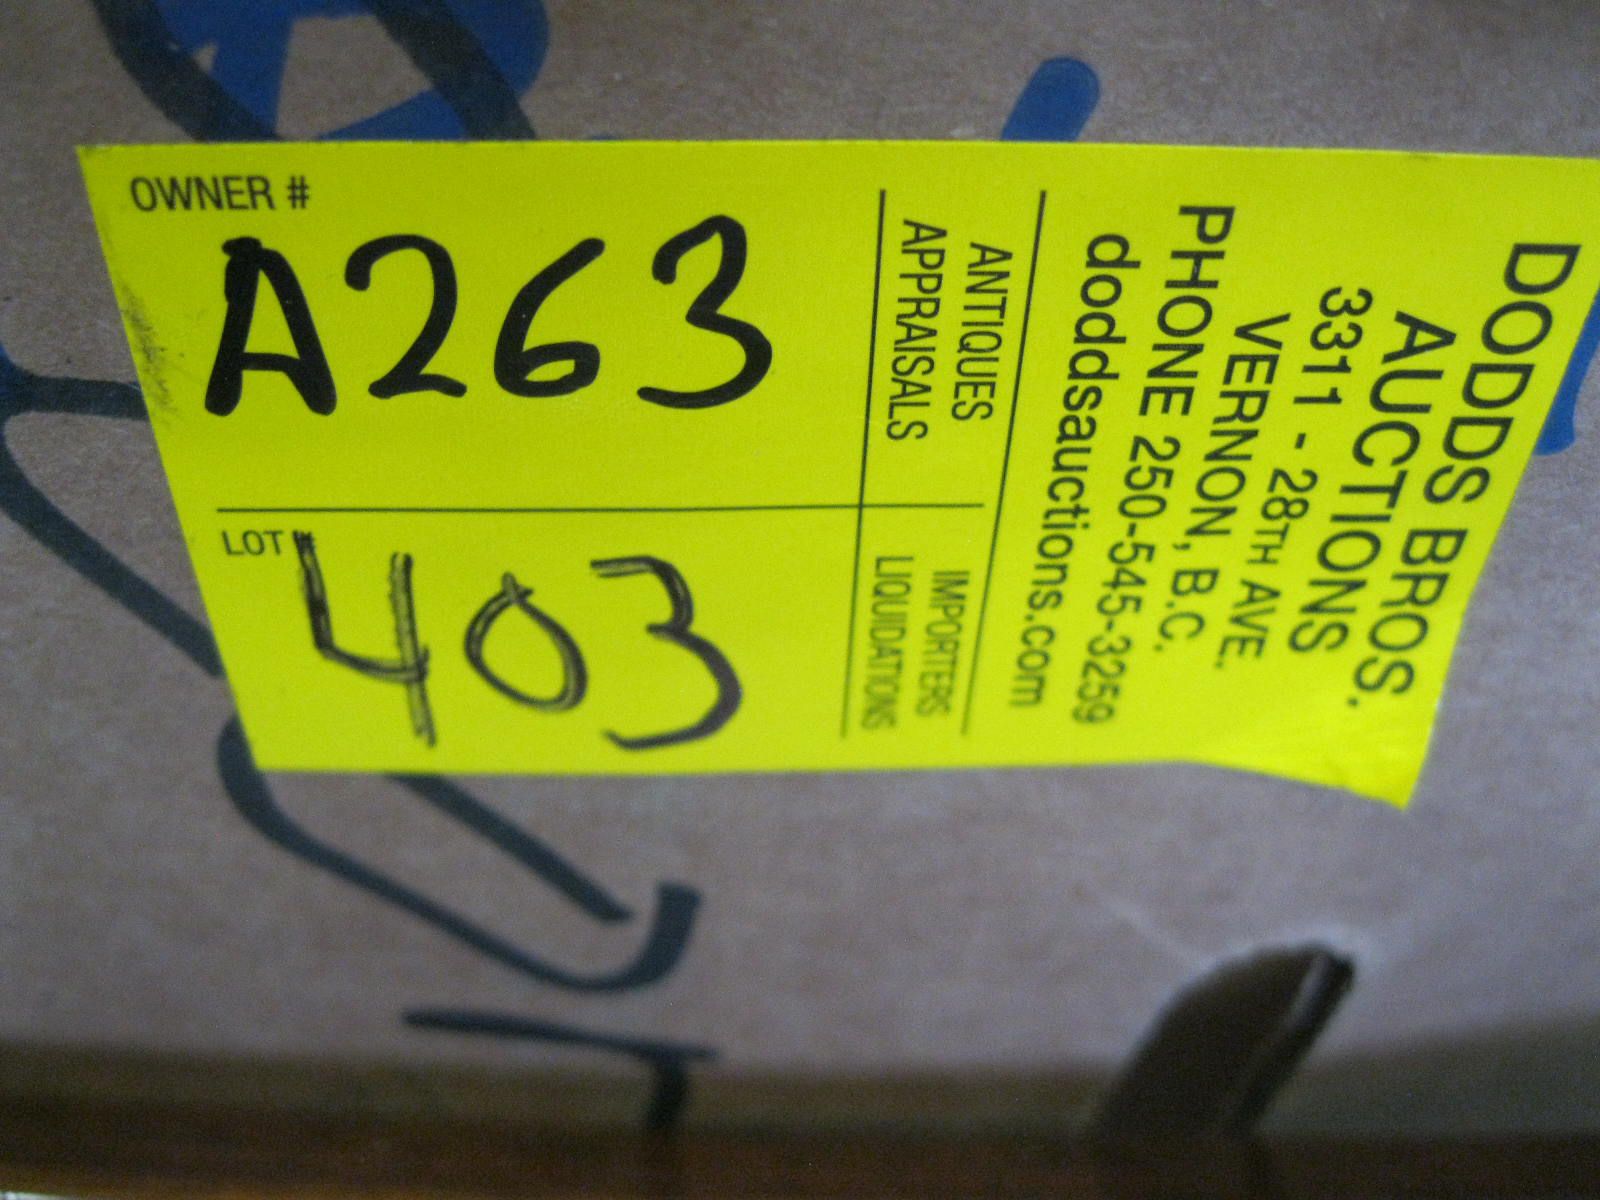 OWNER #
A263
LOT #
403
ANTIQUES
APPRAISALS
IMPORTERS
LIQUIDATIONS
DODDS BROS.
AUCTIONS
3311 - 28TH AVE.
VERNON, B.C.
PHONE 250-545-3259
doddsauctions.com